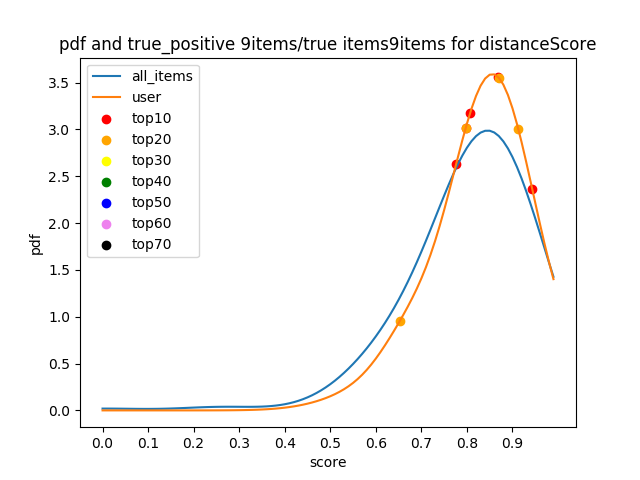 pdf and true_positive 9items/true items9items for distanceScore
all_items
user
top10
top20
top30
top40
top50
top60
top70
pdf
3.5
3.0
2.5
2.0
1.5
1.0
0.5
0.0
0.0 0.1 0.2 0.3 0.4 0.5 0.6 0.7 0.8 0.9
score